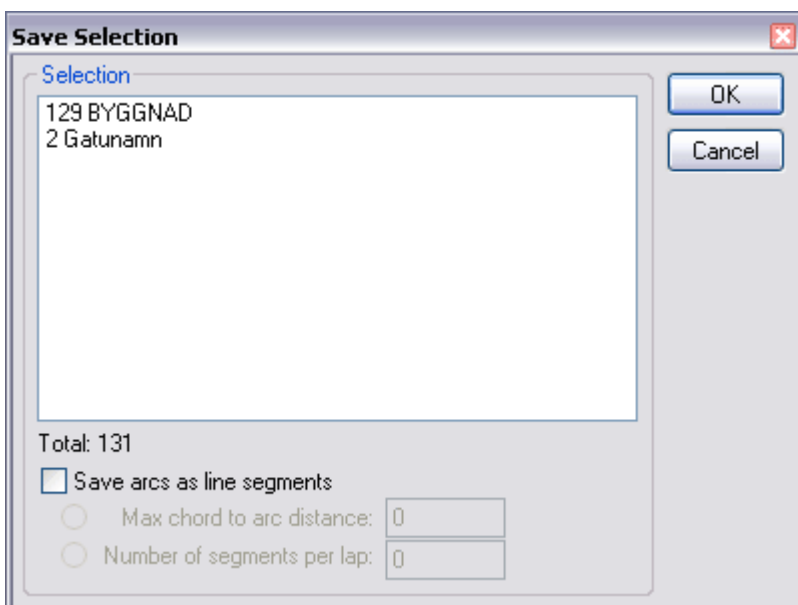 Save Selection
Selection
129 BYGGNAD
2 Gatunamn
OK
Cancel
Total: 131
Save arcs as line segments
Max chord to arc distance: 0
Number of segments per lap: 0